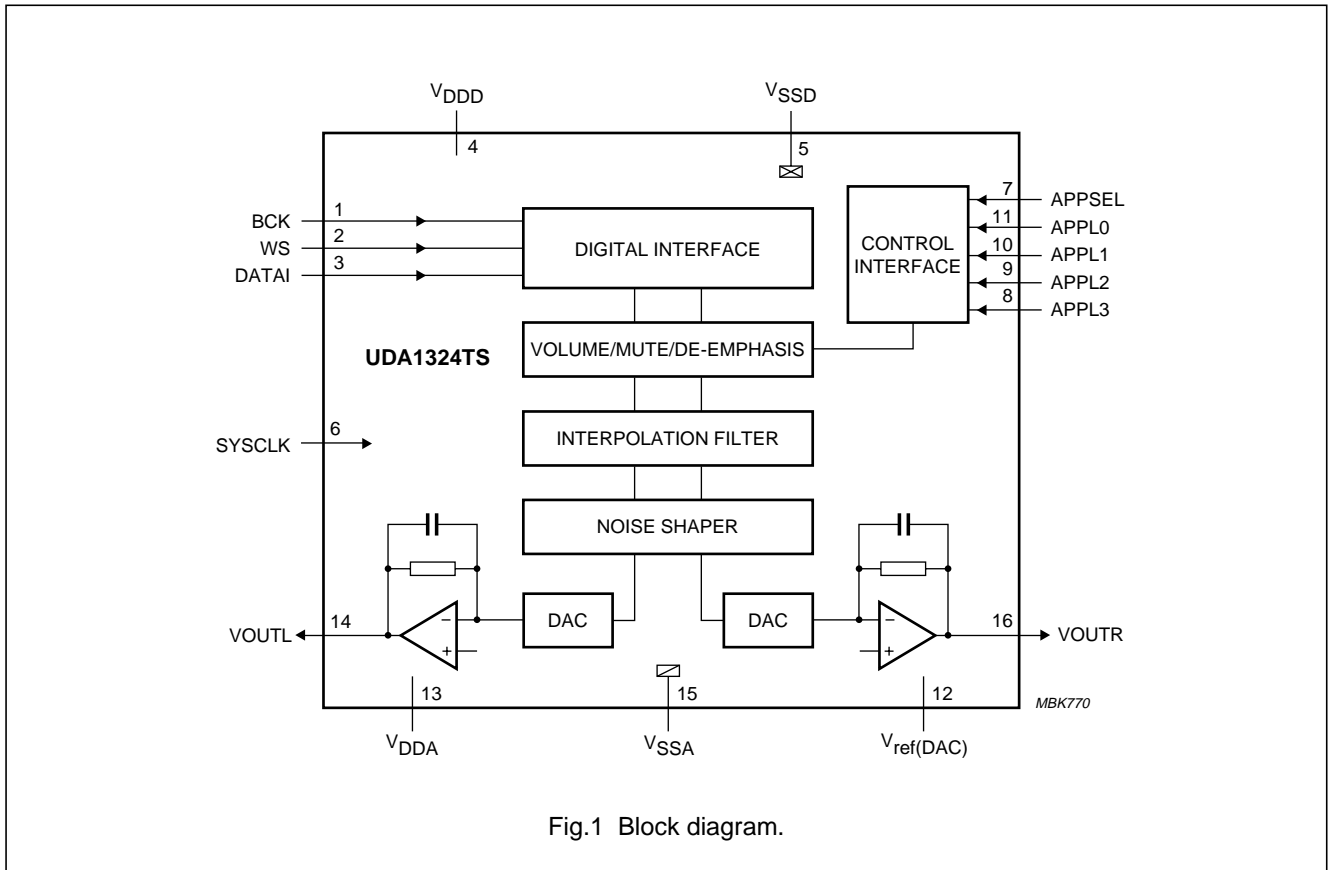 VDDD
4
VSSD
5
BCK
1
WS
2
DATAI
3
DIGITAL INTERFACE
CONTROL
INTERFACE
7
APPSEL
11
APPL0
10
APPL1
9
APPL2
8
APPL3
UDA1324TS
VOLUME/MUTE/DE-EMPHASIS
SYSCLK
6
INTERPOLATION FILTER
NOISE SHAPER
VOUTL
14
−
+
DAC
DAC
−
+
16
VOUTR
13
VDDA
15
VSSA
12
Vref(DAC)
MBK770
Fig.1 Block diagram.